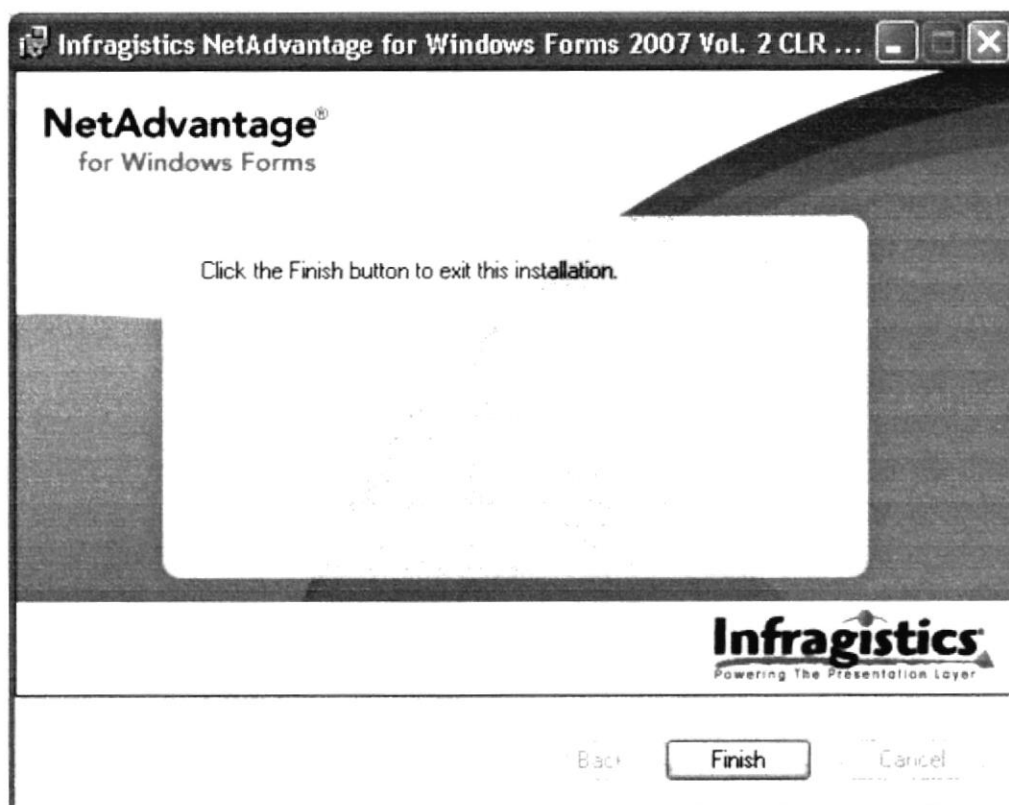 Infragistics NetAdvantage for Windows Forms 2007 Vol. 2 CLR ...
NetAdvantage®
for Windows Forms
Click the Finish button to exit this installation.
Infragistics
Powering The Presentation Layer
Back
Finish
Cancel